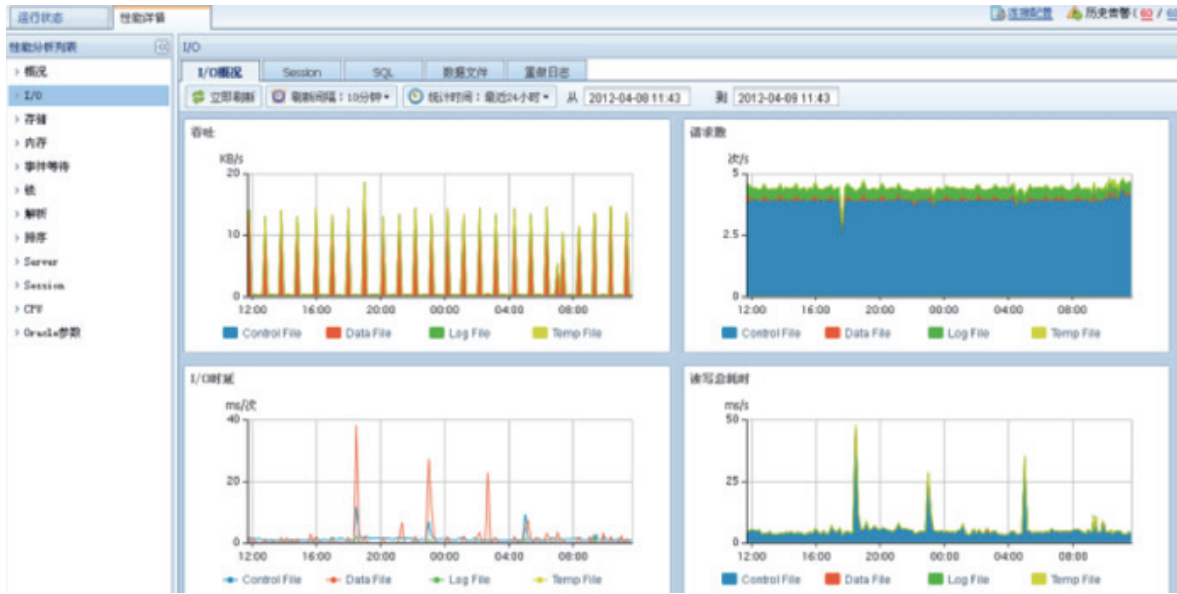 运行状态
性能详情
连接配置
历史告警( 60 / 60
性能分析列表
概况
I/O
存储
内存
事件等待
锁
解析
排序
Server
Session
CPU
Oracle参数
I/O
I/O概况 Session SQL 数据文件 重做日志
立即刷新 刷新间隔：10分钟 统计时间：最近24小时 从 2012-04-08 11:43 到 2012-04-09 11:43
吞吐
KB/s
20
10
0
12:00 16:00 20:00 00:00 04:00 08:00
Control File Data File Log File Temp File
请求数
次/s
5
2.5
0
12:00 16:00 20:00 00:00 04:00 08:00
Control File Data File Log File Temp File
I/O时延
ms/次
40
20
0
12:00 16:00 20:00 00:00 04:00 08:00
Control File Data File Log File Temp File
读写总耗时
ms/s
50
25
0
12:00 16:00 20:00 00:00 04:00 08:00
Control File Data File Log File Temp File